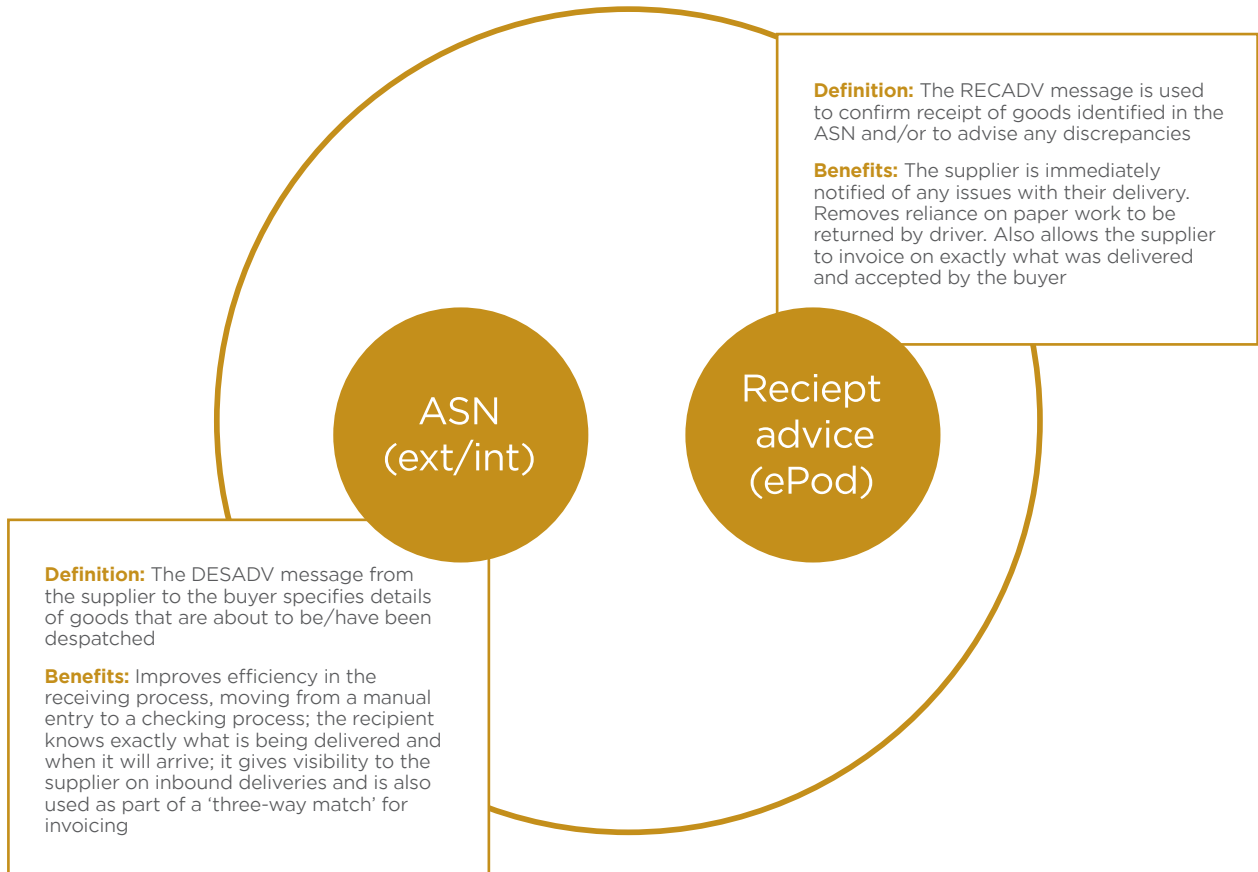 Definition: The RECADV message is used
to confirm receipt of goods identified in the
ASN and/or to advise any discrepancies
Benefits: The supplier is immediately
notified of any issues with their delivery.
Removes reliance on paper work to be
returned by driver. Also allows the supplier
to invoice on exactly what was delivered
and accepted by the buyer
ASN
(ext/int)
Reciept
advice
(ePod)
Definition: The DESADV message from
the supplier to the buyer specifies details
of goods that are about to be/have been
despatched
Benefits: Improves efficiency in the
receiving process, moving from a manual
entry to a checking process; the recipient
knows exactly what is being delivered and
when it will arrive; it gives visibility to the
supplier on inbound deliveries and is also
used as part of a ‘three-way match’ for
invoicing